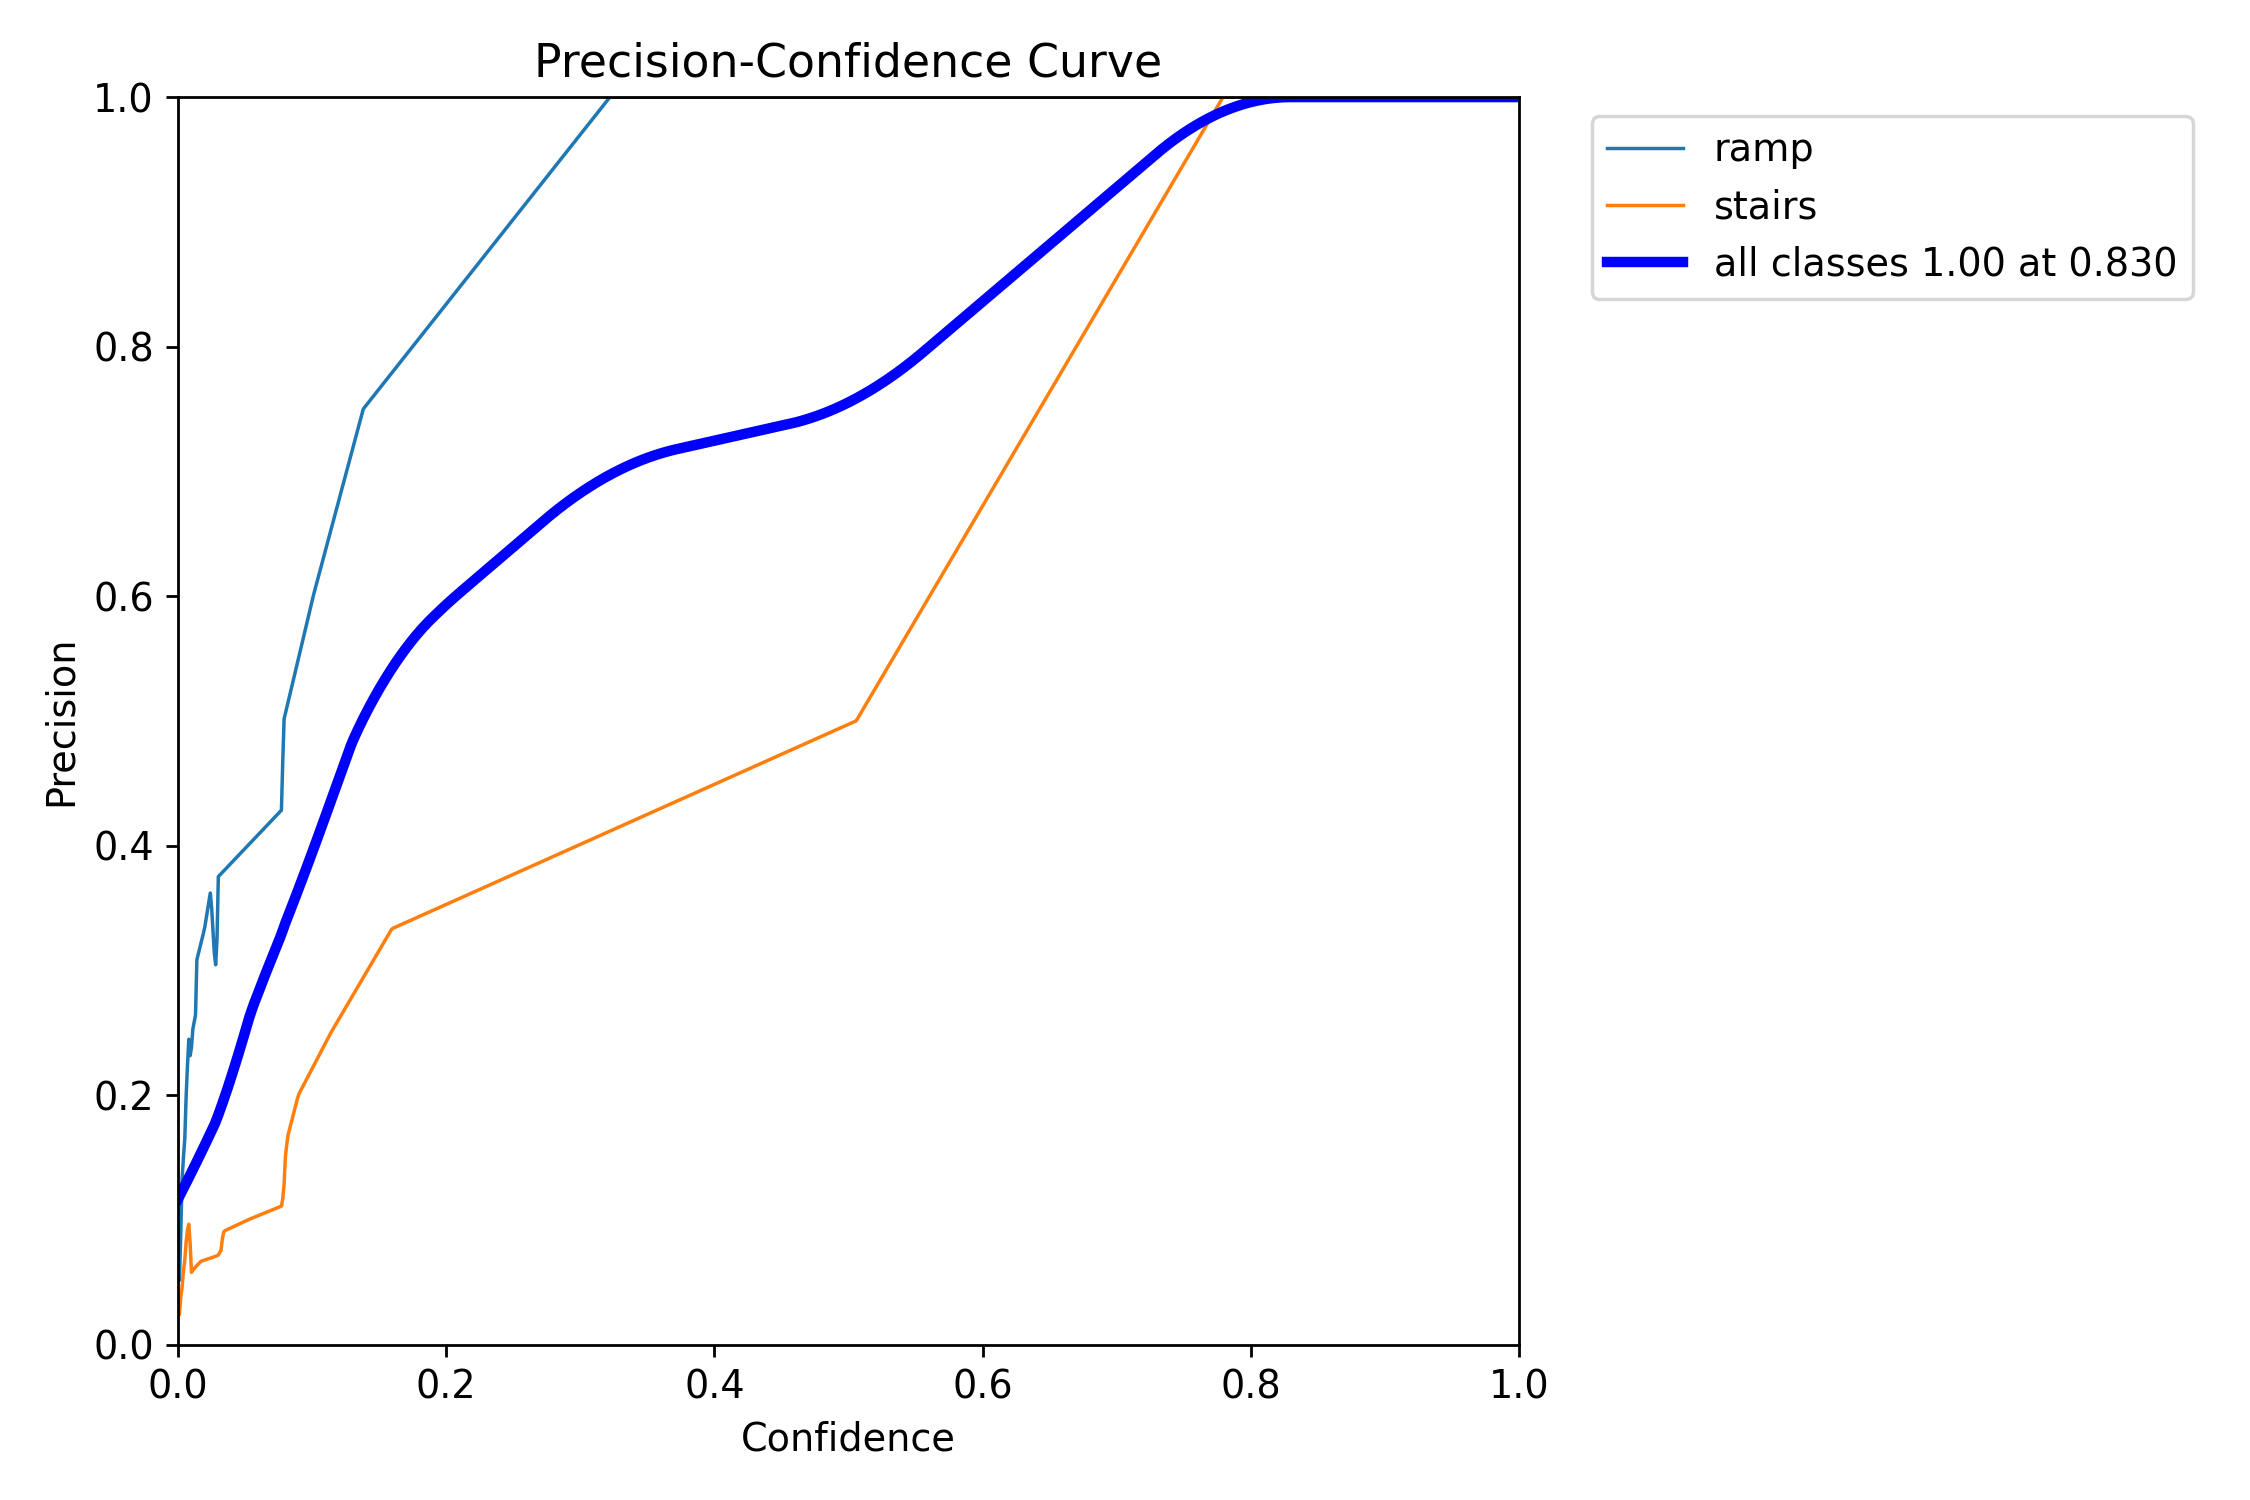 Precision-Confidence Curve
1.0
0.8
0.6
0.4
0.2
0.0
Precision
0.0 0.2 0.4 0.6 0.8 1.0
Confidence
ramp
stairs
all classes 1.00 at 0.830